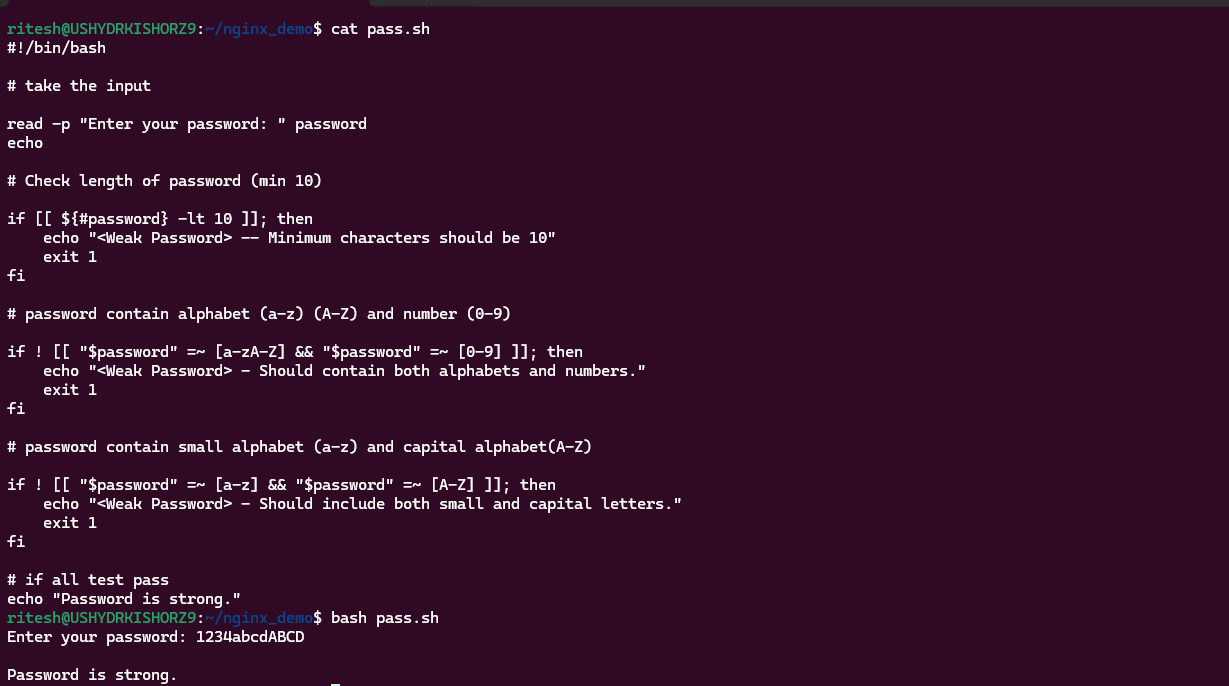 ritesh@USHYDRKISHORZ9:~/nginx_demo$ cat pass.sh
#!/bin/bash

# take the input

read -p "Enter your password: " password
echo

# Check length of password (min 10)

if [[ ${#password} -lt 10 ]]; then
    echo "<Weak Password> -- Minimum characters should be 10"
    exit 1
fi

# password contain alphabet (a-z) (A-Z) and number (0-9)

if ! [[ "$password" =~ [a-zA-Z] && "$password" =~ [0-9] ]]; then
    echo "<Weak Password> - Should contain both alphabets and numbers."
    exit 1
fi

# password contain small alphabet (a-z) and capital alphabet(A-Z)

if ! [[ "$password" =~ [a-z] && "$password" =~ [A-Z] ]]; then
    echo "<Weak Password> - Should include both small and capital letters."
    exit 1
fi

# if all test pass
echo "Password is strong."
ritesh@USHYDRKISHORZ9:~/nginx_demo$ bash pass.sh
Enter your password: 1234abcdABCD

Password is strong.